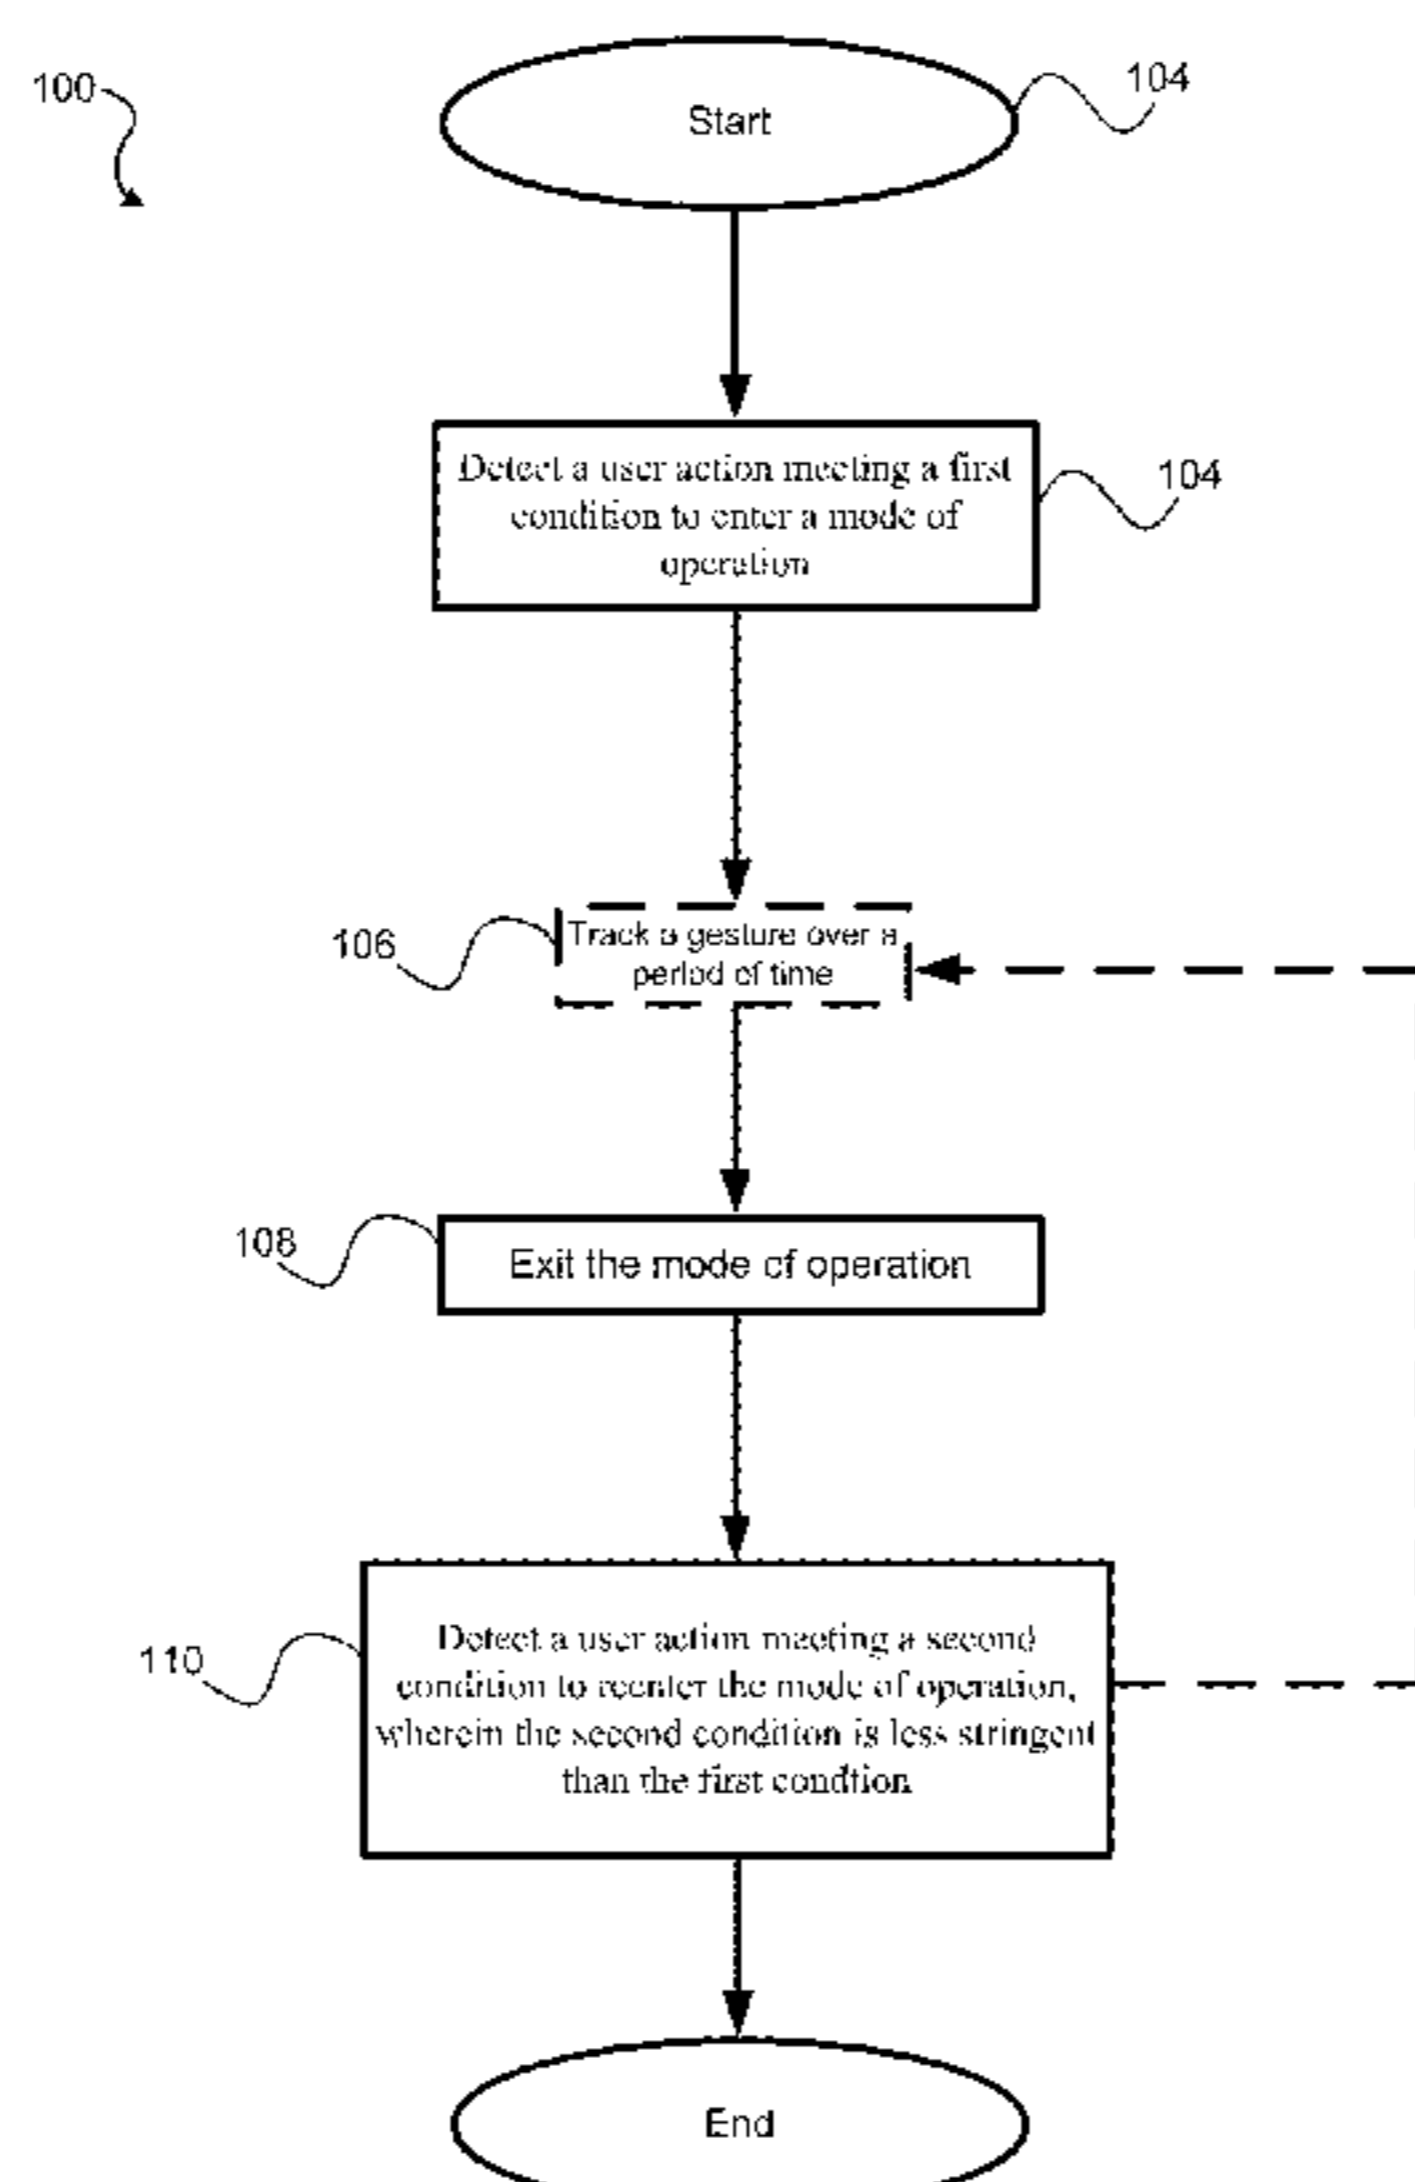 100
Start
104
Detect a user action meeting a first
condition to enter a mode of
operation
104
106
Track a gesture over a
period of time
108
Exit the mode of operation
110
Detect a user action meeting a second
condition to reenter the mode of operation,
wherein the second condition is less stringent
than the first condtion
End